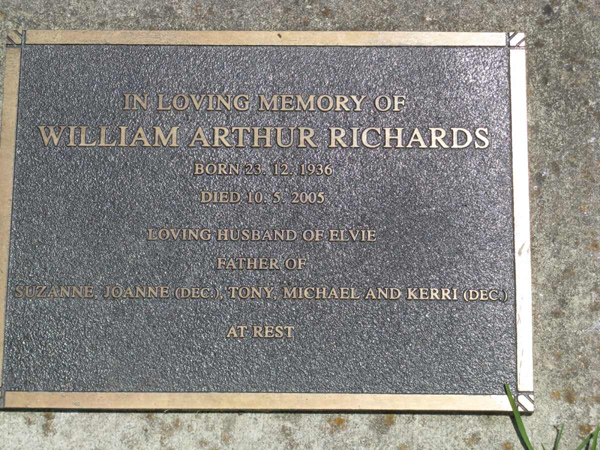 IN LOVING MEMORY OF
WILLIAM ARTHUR RICHARDS
BORN 23. 12. 1936
DIED 10. 5. 2005
LOVING HUSBAND OF ELVIE
FATHER OF
SUZANNE, JOANNE (DEC.), TONY, MICHAEL AND KERRI (DEC.)
AT REST